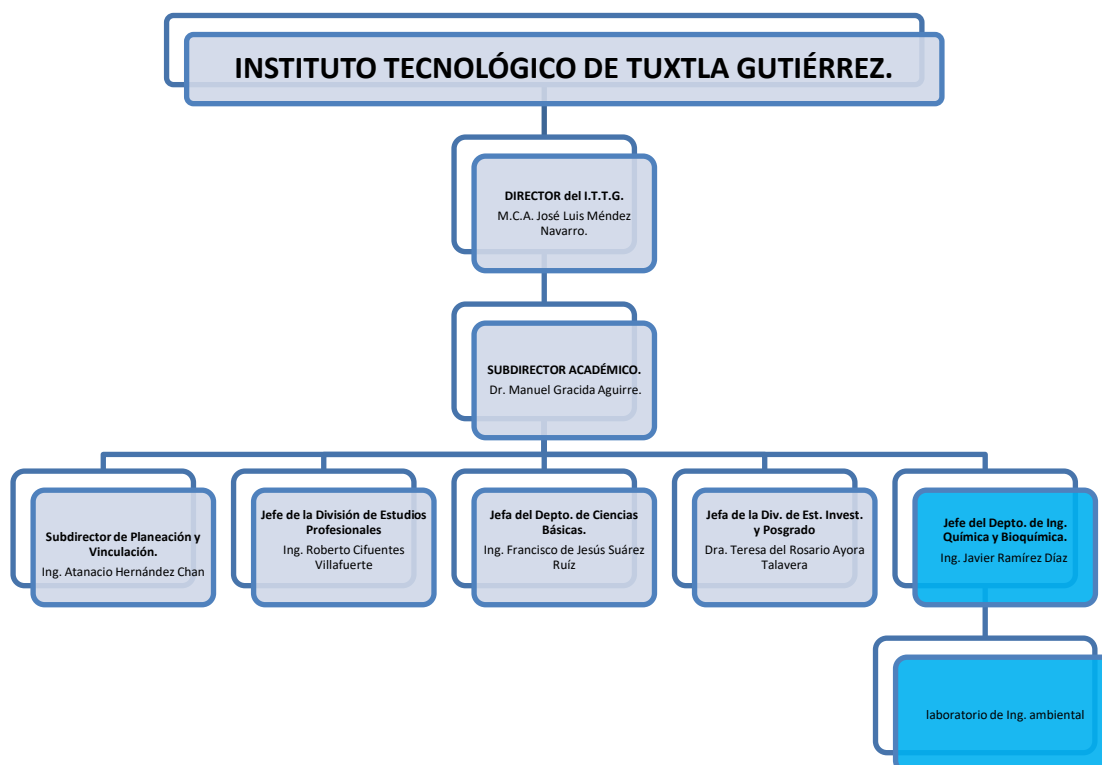 INSTITUTO TECNOLÓGICO DE TUXTLA GUTIÉRREZ.
DIRECTOR del I.T.T.G.
M.C.A. José Luis Méndez
Navarro.
SUBDIRECTOR ACADÉMICO.
Dr. Manuel Gracida Aguirre.
Subdirector de Planeación y
Vinculación.
Ing. Atanacio Hernández Chan
Jefe de la División de Estudios
Profesionales
Ing. Roberto Cifuentes
Villafuerte
Jefa del Depto. de Ciencias
Básicas.
Ing. Francisco de Jesús Suárez
Ruíz
Jefa de la Div. de Est. Invest.
y Posgrado
Dra. Teresa del Rosario Ayora
Talavera
Jefe del Depto. de Ing.
Química y Bioquímica.
Ing. Javier Ramírez Díaz
laboratorio de Ing. ambiental